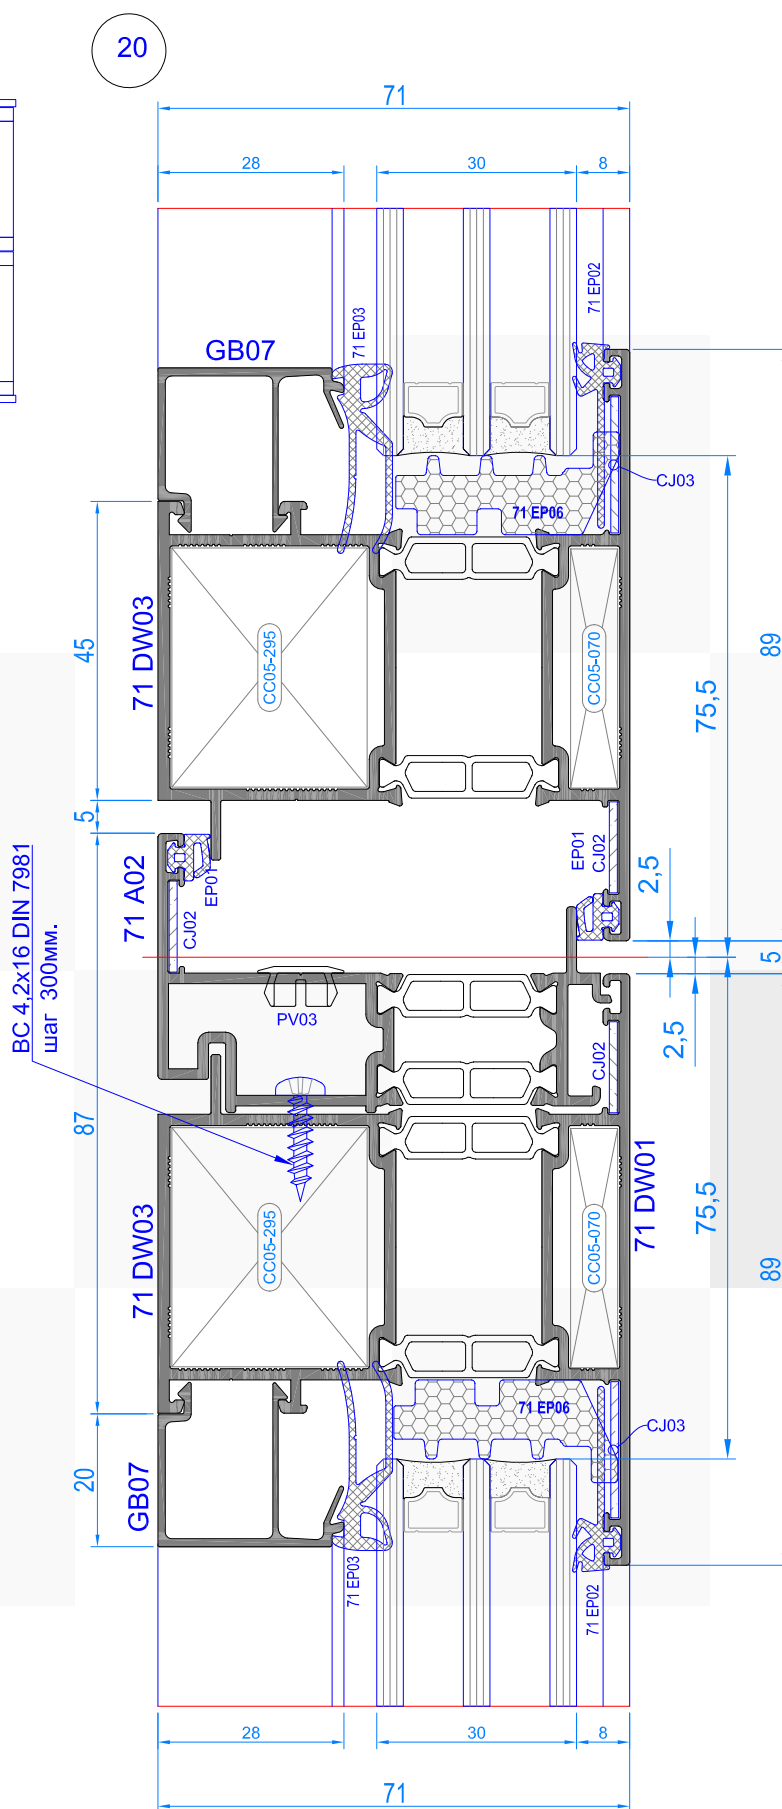 20
71
28
30
8
71 EP03
71 EP02
GB07
CJ03
71 EP06
45
71 DW03
CC05-295
CC05-070
89
75,5
5
71 A02
EP01
CJ02
EP01
CJ02
2,5
ВС 4,2x16 DIN 7981
шаг 300мм.
PV03
5
2,5
CJ02
87
71 DW03
CC05-295
CC05-070
71 DW01
75,5
89
71 EP06
CJ03
20
GB07
71 EP03
71 EP02
28
30
8
71